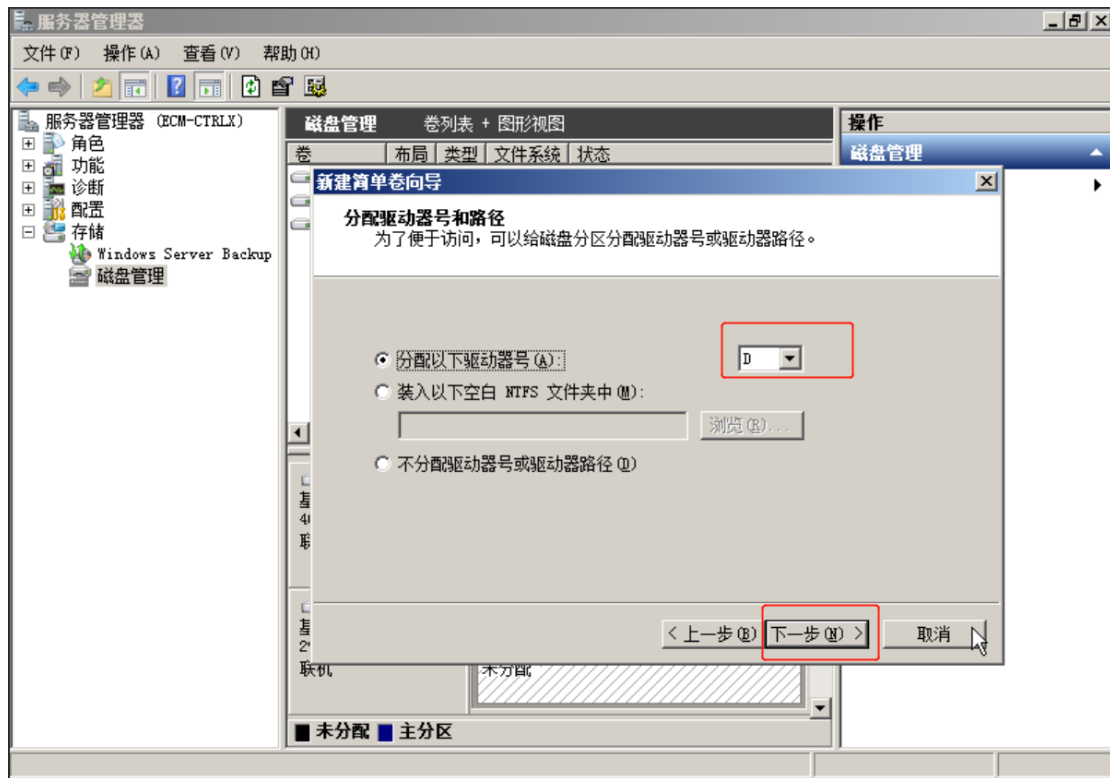 服务器管理器
文件(F) 操作(A) 查看(V) 帮助(H)
服务器管理器 (ECM-CTRLX)
角色
功能
诊断
配置
存储
Windows Server Backup
磁盘管理
磁盘管理 卷列表 + 图形视图
卷 布局 类型 文件系统 状态
操作
磁盘管理
新建简单卷向导
分配驱动器号和路径
为了便于访问，可以给磁盘分区分配驱动器号或驱动器路径。
分配以下驱动器号(A): D
装入以下空白 NTFS 文件夹中(M):
浏览(R)...
不分配驱动器号或驱动器路径(D)
< 上一步(B) 下一步(N) > 取消
基
联机
未分配
未分配 主分区